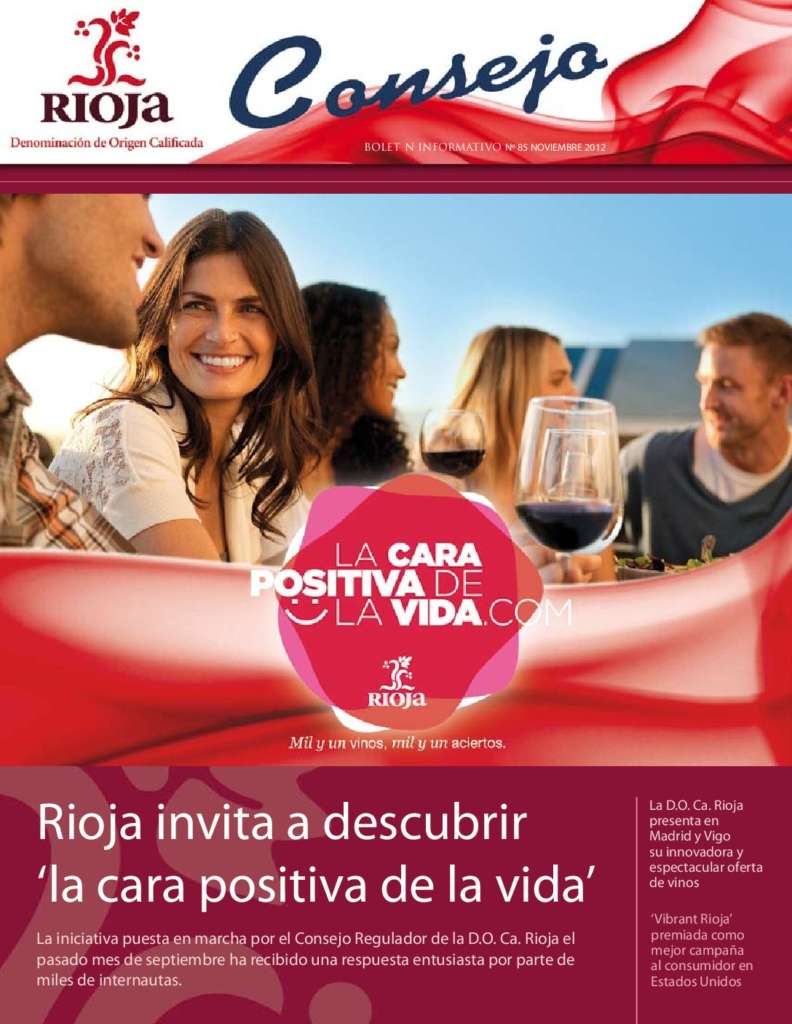 RIOJA
Denominación de Origen Calificada
Consejo
BOLET N INFORMATIVO Nº 85 NOVIEMBRE 2012
LA CARA
POSITIVA DE
LA VIDA.COM
RIOJA
Mil y un vinos, mil y un aciertos.
Rioja invita a descubrir
‘la cara positiva de la vida’
La iniciativa puesta en marcha por el Consejo Regulador de la D.O. Ca. Rioja el
pasado mes de septiembre ha recibido una respuesta entusiasta por parte de
miles de internautas.
La D.O. Ca. Rioja
presenta en
Madrid y Vigo
su innovadora y
espectacular oferta
de vinos
‘Vibrant Rioja’
premiada como
mejor campaña
al consumidor en
Estados Unidos